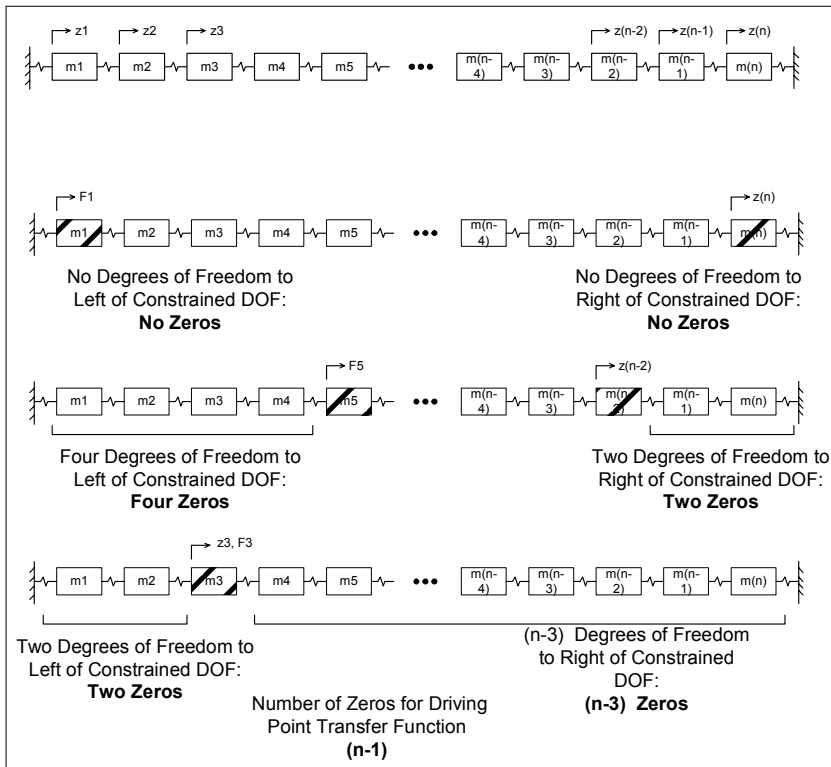 z1 z2 z3 z(n-2) z(n-1) z(n)
m1 m2 m3 m4 m5 ••• m(n-4) m(n-3) m(n-2) m(n-1) m(n)
F1 z(n)
m1 m2 m3 m4 m5 ••• m(n-4) m(n-3) m(n-2) m(n-1) m(n)
No Degrees of Freedom to
Left of Constrained DOF:
No Zeros
No Degrees of Freedom to
Right of Constrained DOF:
No Zeros
F5 z(n-2)
m1 m2 m3 m4 m5 ••• m(n-4) m(n-3) m(n-2) m(n-1) m(n)
Four Degrees of Freedom to
Left of Constrained DOF:
Four Zeros
Two Degrees of Freedom to
Right of Constrained DOF:
Two Zeros
z3, F3
m1 m2 m3 m4 m5 ••• m(n-4) m(n-3) m(n-2) m(n-1) m(n)
Two Degrees of Freedom to
Left of Constrained DOF:
Two Zeros
(n-3) Degrees of Freedom
to Right of Constrained
DOF:
(n-3) Zeros
Number of Zeros for Driving
Point Transfer Function
(n-1)